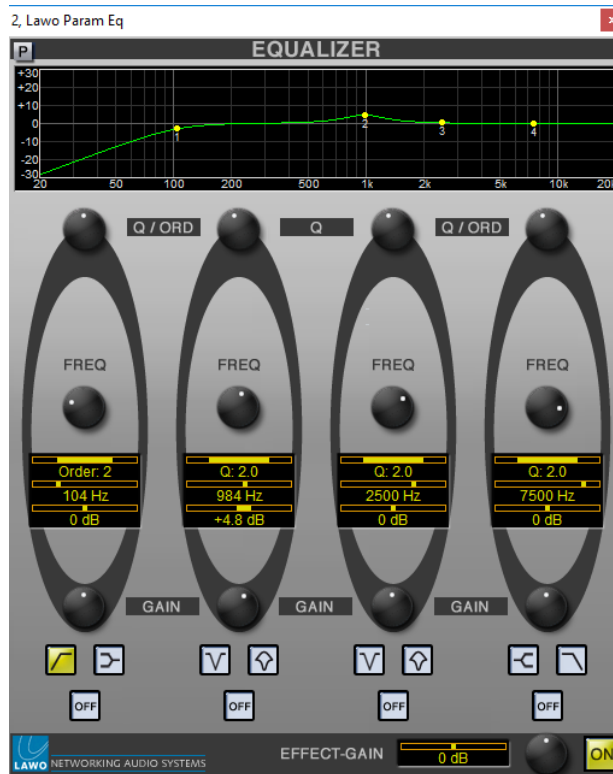 2, Lawo Param Eq
x
P
EQUALIZER
+30
+20
+10
0
-10
-20
-30
1
2
3
4
20 50 100 200 500 1k 2k 5k 10k
Q / ORD Q Q / ORD
FREQ FREQ FREQ FREQ
Order: 2 Q: 2.0 Q: 2.0 Q: 2.0
104 Hz 984 Hz 2500 Hz 7500 Hz
0 dB +4.8 dB 0 dB 0 dB
GAIN GAIN GAIN
OFF OFF OFF OFF
LAWO NETWORKING AUDIO SYSTEMS EFFECT-GAIN 0 dB ON